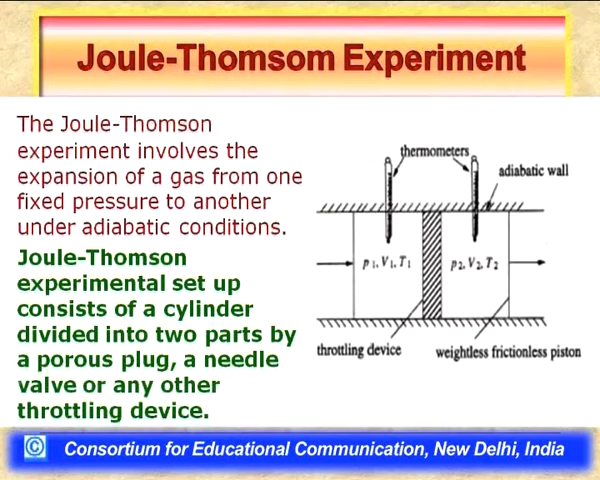 Joule-Thomsom Experiment
The Joule-Thomson
experiment involves the
expansion of a gas from one
fixed pressure to another
under adiabatic conditions.
Joule-Thomson
experimental set up
consists of a cylinder
divided into two parts by
a porous plug, a needle
valve or any other
throttling device.
thermometers
adiabatic wall
P1, V1, T1
P2, V2, T2
throttling device
weightless frictionless piston
© Consortium for Educational Communication, New Delhi, India